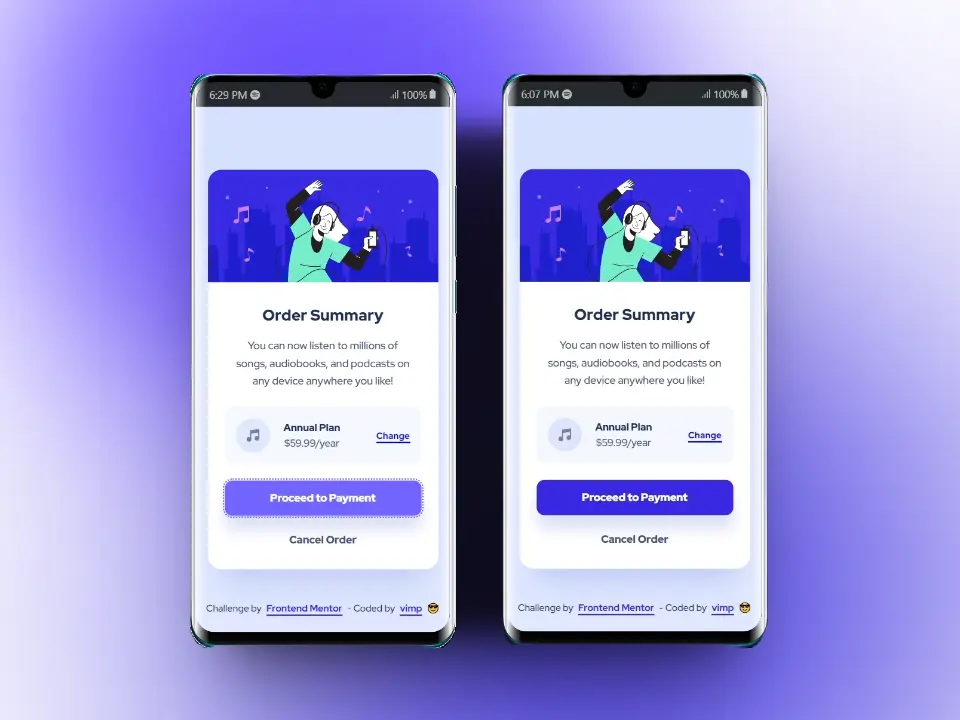 6:29 PM
100%
Order Summary
You can now listen to millions of
songs, audiobooks, and podcasts on
any device anywhere you like!
Annual Plan
$59.99/year
Change
Proceed to Payment
Cancel Order
Challenge by Frontend Mentor - Coded by vimp 😎
6:07 PM
100%
Order Summary
You can now listen to millions of
songs, audiobooks, and podcasts on
any device anywhere you like!
Annual Plan
$59.99/year
Change
Proceed to Payment
Cancel Order
Challenge by Frontend Mentor - Coded by vimp 😎